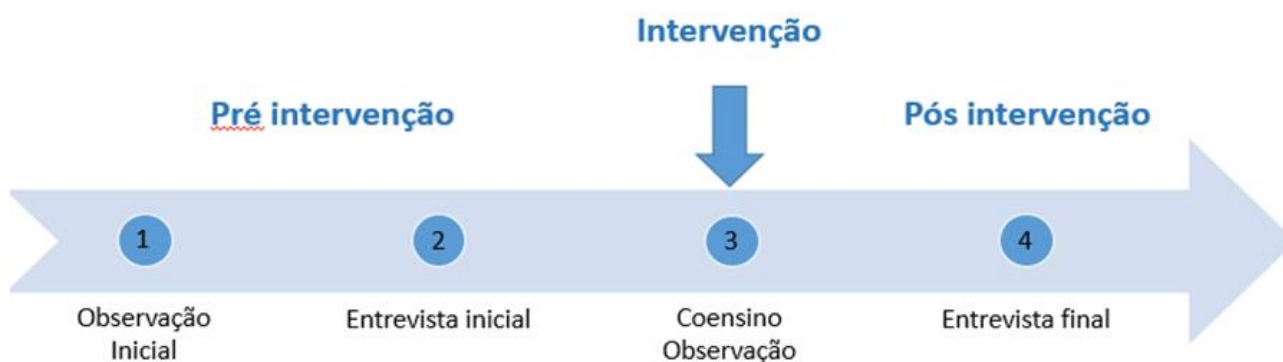 Intervenção
Pré intervenção
Pós intervenção
1
2
3
4
Observação
Inicial
Entrevista inicial
Coensino
Observação
Entrevista final